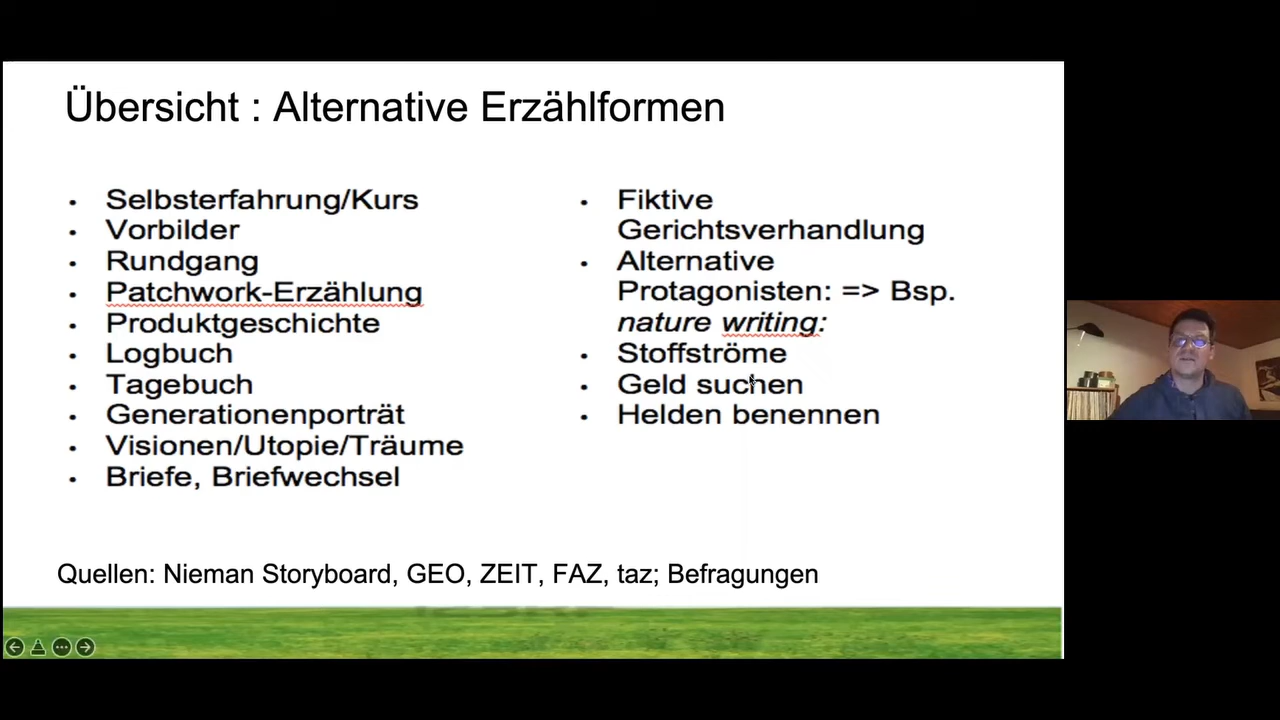 Übersicht : Alternative Erzählformen
• Selbsterfahrung/Kurs
• Vorbilder
• Rundgang
• Patchwork-Erzählung
• Produktgeschichte
• Logbuch
• Tagebuch
• Generationenporträt
• Visionen/Utopie/Träume
• Briefe, Briefwechsel
• Fiktive
Gerichtsverhandlung
• Alternative
Protagonisten: => Bsp.
nature writing:
• Stoffströme
• Geld suchen
• Helden benennen
Quellen: Nieman Storyboard, GEO, ZEIT, FAZ, taz; Befragungen